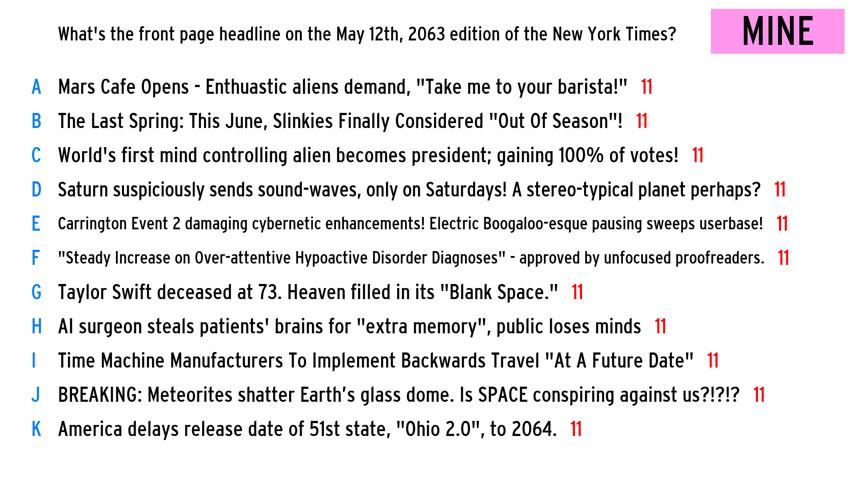 What's the front page headline on the May 12th, 2063 edition of the New York Times?
MINE
A Mars Cafe Opens - Enthuastic aliens demand, "Take me to your barista!" 11
B The Last Spring: This June, Slinkies Finally Considered "Out Of Season"! 11
C World's first mind controlling alien becomes president; gaining 100% of votes! 11
D Saturn suspiciously sends sound-waves, only on Saturdays! A stereo-typical planet perhaps? 11
E Carrington Event 2 damaging cybernetic enhancements! Electric Boogaloo-esque pausing sweeps userbase! 11
F "Steady Increase on Over-attentive Hypoactive Disorder Diagnoses" - approved by unfocused proofreaders. 11
G Taylor Swift deceased at 73. Heaven filled in its "Blank Space." 11
H AI surgeon steals patients' brains for "extra memory", public loses minds 11
I Time Machine Manufacturers To Implement Backwards Travel "At A Future Date" 11
J BREAKING: Meteorites shatter Earth’s glass dome. Is SPACE conspiring against us?!?!? 11
K America delays release date of 51st state, "Ohio 2.0", to 2064. 11